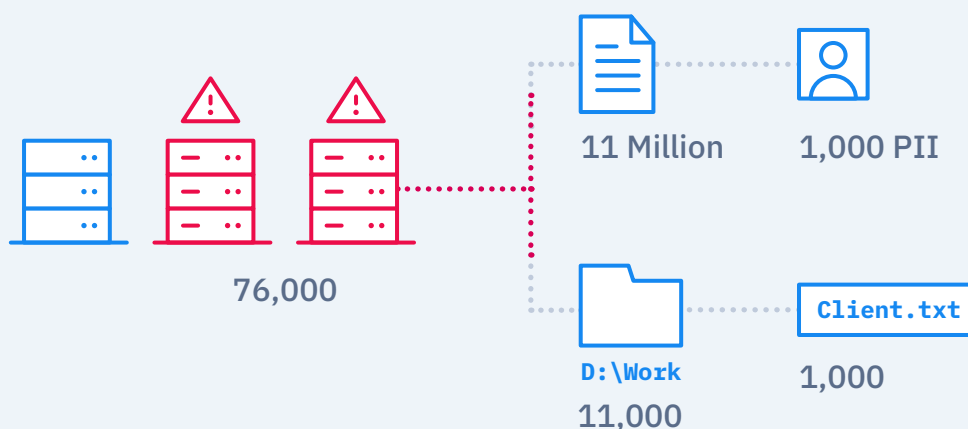 11 Million
1,000 PII
76,000
Client.txt
D:\Work
1,000
11,000